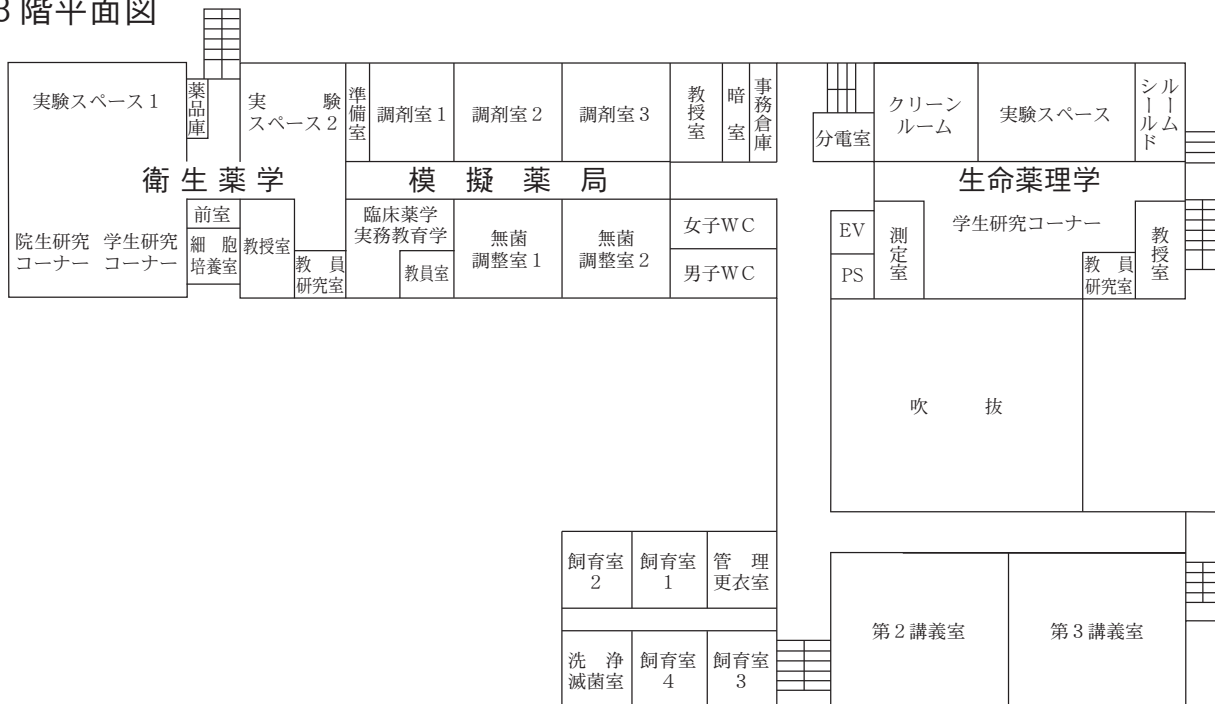 3階平面図
実験スペース1
薬品庫
実験
スペース2
準備室
調剤室1
調剤室2
調剤室3
教授室
暗室
事務倉庫
分電室
クリーン
ルーム
実験スペース
シールド
ルーム
衛生薬学
模擬薬局
生命薬理学
院生研究
コーナー
学生研究
コーナー
前室
細胞
培養室
教授室
教員
研究室
臨床薬学
実務教育学
教員室
無菌
調整室1
無菌
調整室2
女子WC
男子WC
EV
PS
測定室
学生研究コーナー
教員
研究室
教授室
吹抜
飼育室
2
飼育室
1
管理
更衣室
洗浄
滅菌室
飼育室
4
飼育室
3
第2講義室
第3講義室